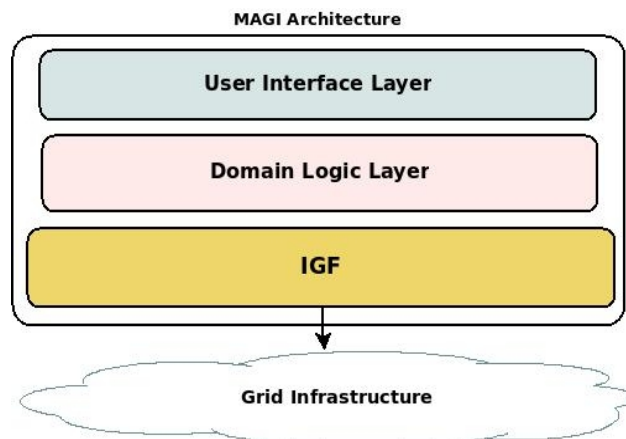 MAGI Architecture
User Interface Layer
Domain Logic Layer
IGF
Grid Infrastructure